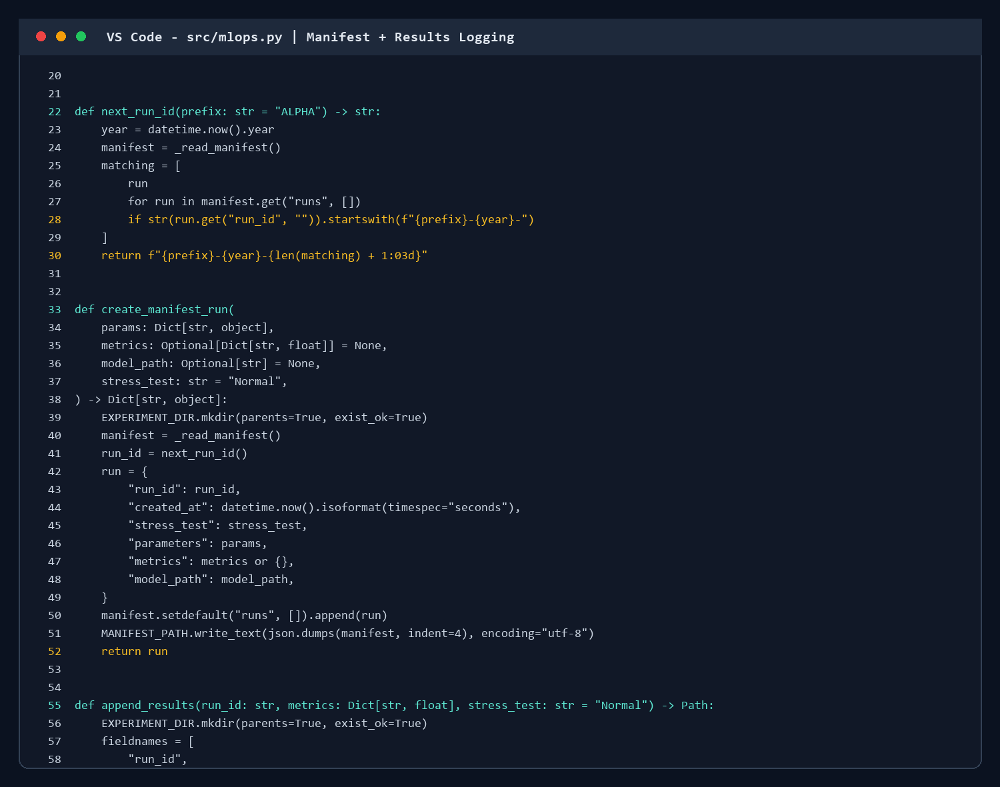 VS Code - src/mlops.py | Manifest + Results Logging
20
21
22 def next_run_id(prefix: str = "ALPHA") -> str:
23     year = datetime.now().year
24     manifest = _read_manifest()
25     matching = [
26         run
27         for run in manifest.get("runs", [])
28         if str(run.get("run_id", "")).startswith(f"{prefix}-{year}-")
29     ]
30     return f"{prefix}-{year}-{len(matching) + 1:03d}"
31
32
33 def create_manifest_run(
34     params: Dict[str, object],
35     metrics: Optional[Dict[str, float]] = None,
36     model_path: Optional[str] = None,
37     stress_test: str = "Normal",
38 ) -> Dict[str, object]:
39     EXPERIMENT_DIR.mkdir(parents=True, exist_ok=True)
40     manifest = _read_manifest()
41     run_id = next_run_id()
42     run = {
43         "run_id": run_id,
44         "created_at": datetime.now().isoformat(timespec="seconds"),
45         "stress_test": stress_test,
46         "parameters": params,
47         "metrics": metrics or {},
48         "model_path": model_path,
49     }
50     manifest.setdefault("runs", []).append(run)
51     MANIFEST_PATH.write_text(json.dumps(manifest, indent=4), encoding="utf-8")
52     return run
53
54
55 def append_results(run_id: str, metrics: Dict[str, float], stress_test: str = "Normal") -> Path:
56     EXPERIMENT_DIR.mkdir(parents=True, exist_ok=True)
57     fieldnames = [
58         "run_id",